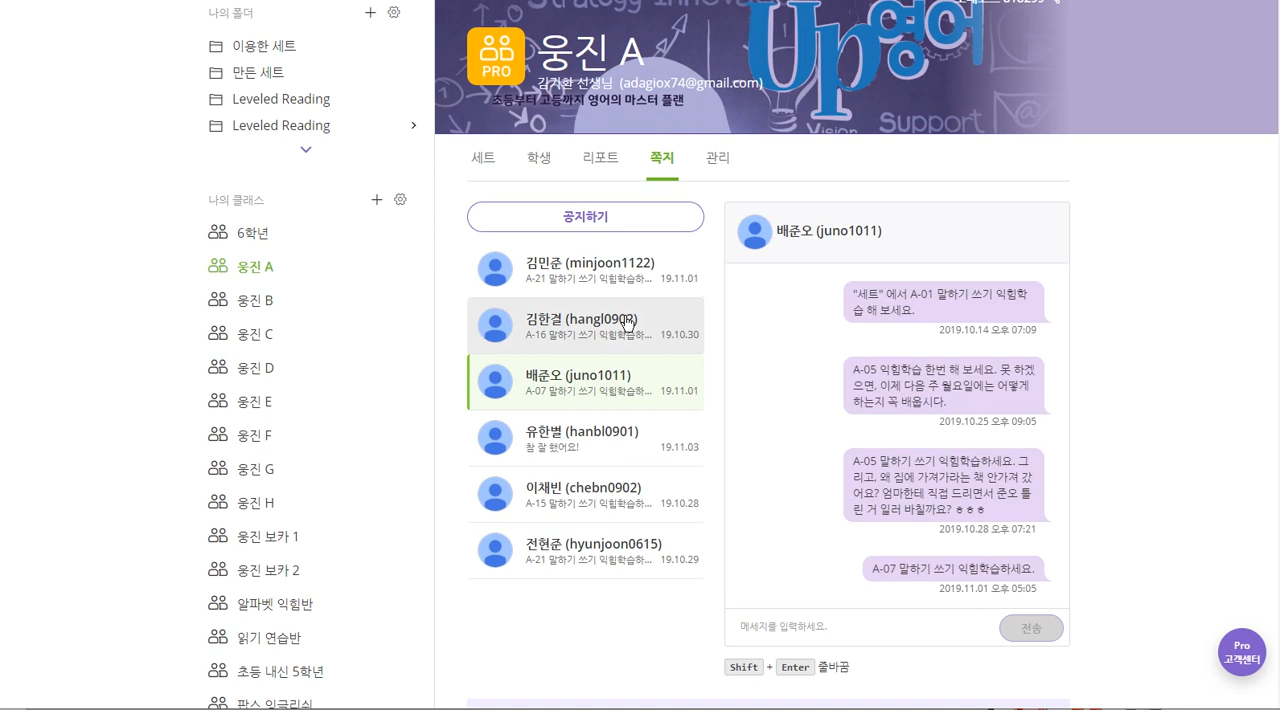 나의 폴더
이용한 세트
만든 세트
Leveled Reading
Leveled Reading
나의 클래스
6학년
웅진 A
웅진 B
웅진 C
웅진 D
웅진 E
웅진 F
웅진 G
웅진 H
웅진 보카 1
웅진 보카 2
알파벳 익힘반
읽기 연습반
초등 내신 5학년
팝스 잉글리쉬
Strategy Innovation
PRO
웅진 A
(adagiox74@gmail.com)
초등부터 고등까지 영어의 마스터 플랜
Up 영어
Vision
Support
세트
학생
리포트
쪽지
관리
공지하기
김민준 (minjoon1122)
A-21 말하기 쓰기 익힘학습하... 19.11.01
김한결
A-16 말하기 쓰기 익힘학습하... 19.10.30
배준오 (juno1011)
A-07 말하기 쓰기 익힘학습하... 19.11.01
유한별 (hanbl0901)
참 잘 했어요! 19.11.03
이채빈 (chebn0902)
A-15 말하기 쓰기 익힘학습하... 19.10.28
전현준 (hyunjoon0615)
A-21 말하기 쓰기 익힘학습하... 19.10.29
배준오 (juno1011)
"세트" 에서 A-01 말하기 쓰기 익힘학
습 해 보세요.
2019.10.14 오후 07:09
A-05 익힘학습 한번 해 보세요. 못 하겠
으면, 이제 다음 주 월요일에는 어떻게
하는지 꼭 배웁시다.
2019.10.25 오후 09:05
A-05 말하기 쓰기 익힘학습하세요. 그
리고, 왜 집에 가져가라는 책 안가져 갔
어요? 엄마한테 직접 드리면서 준오 틀
린 거 일러 바칠까요? ㅎㅎㅎ
2019.10.28 오후 07:21
A-07 말하기 쓰기 익힘학습하세요.
2019.11.01 오후 05:05
메세지를 입력하세요.
전송
Shift + Enter 줄바꿈
Pro
고객센터